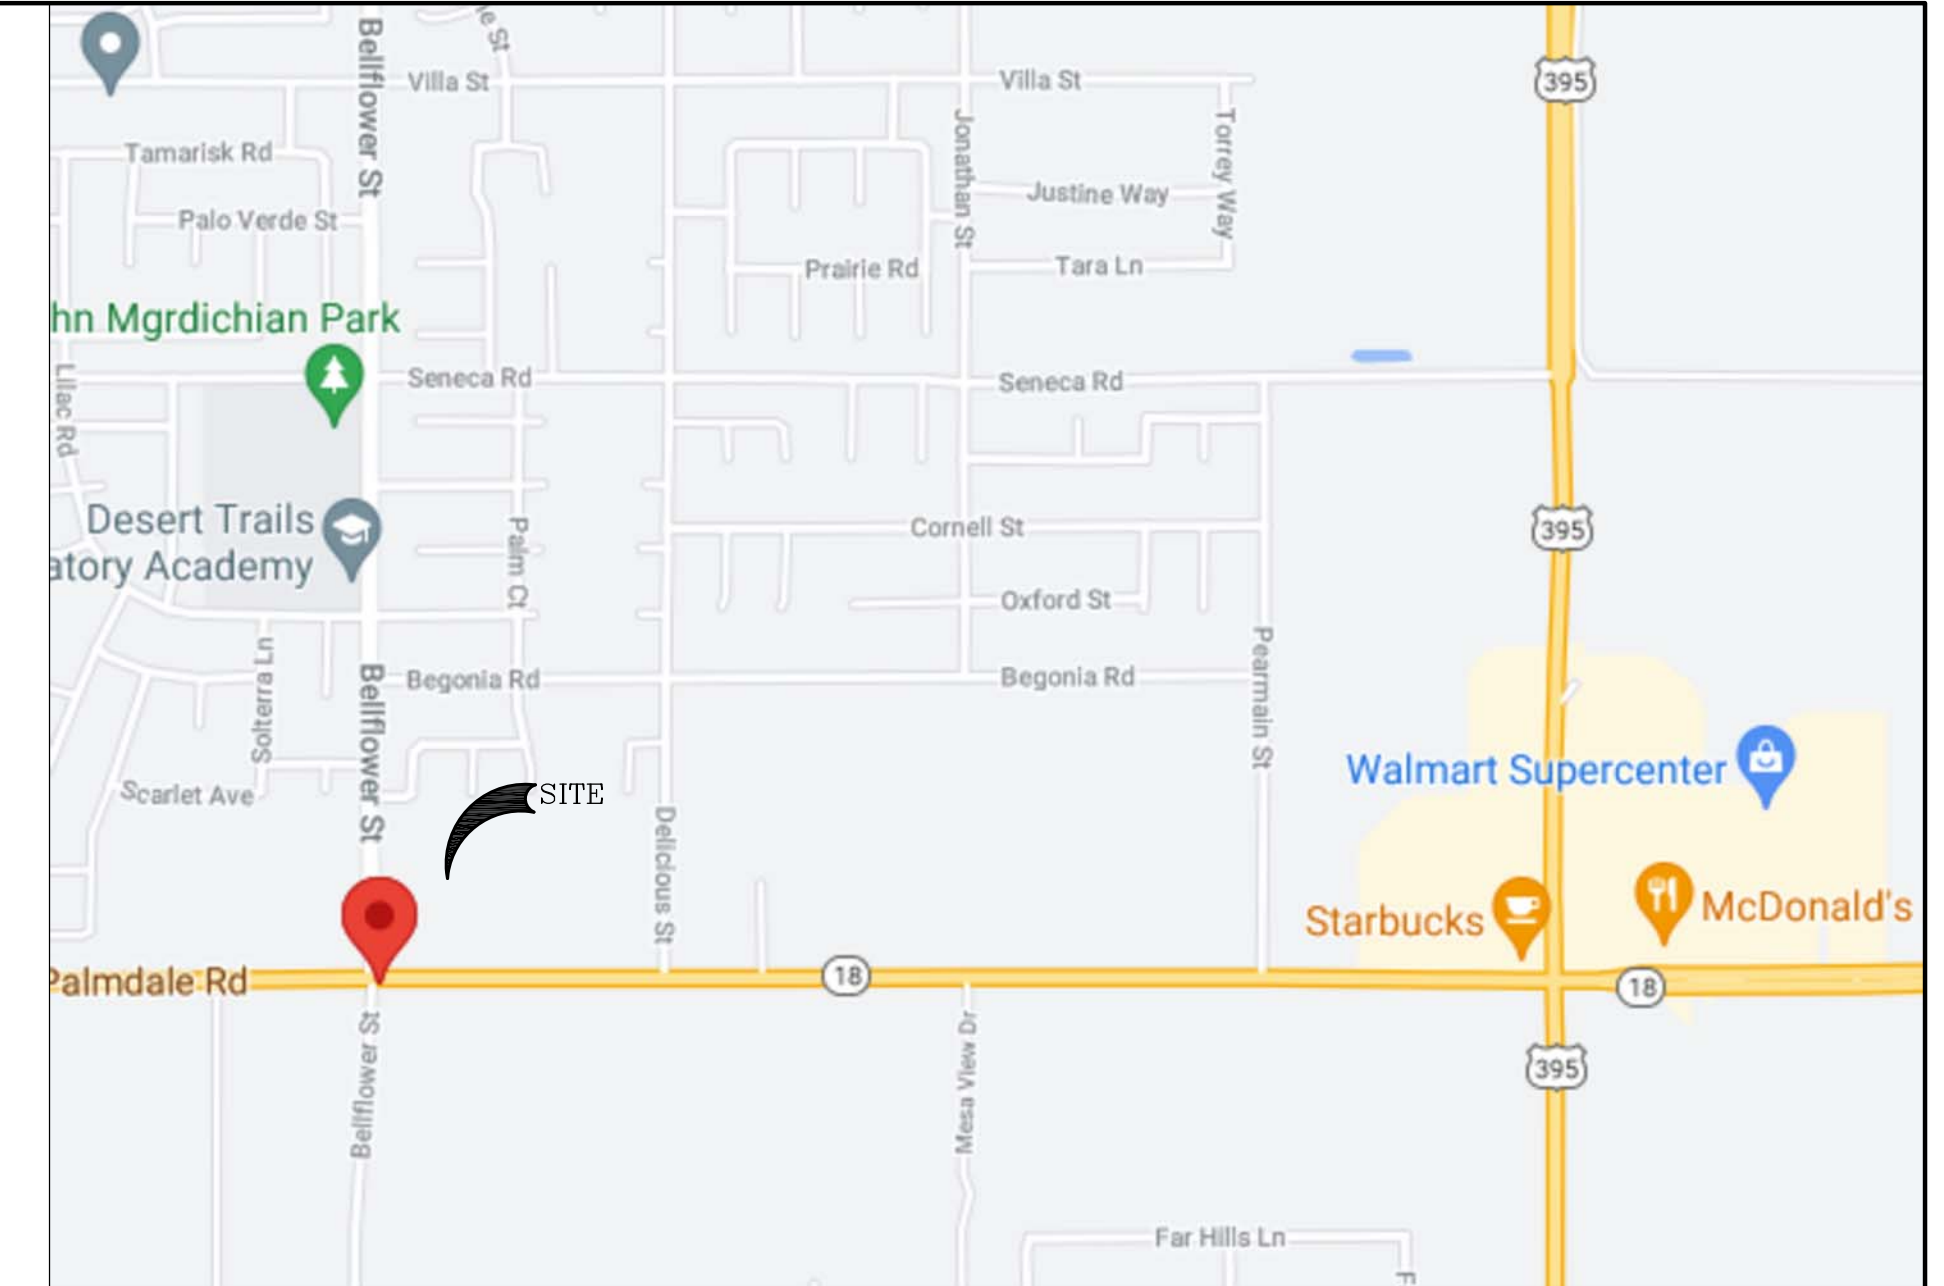 ne St
Bellflower St
Villa St
Villa St
395
Tamarisk Rd
Jonathan St
Torrey Way
Justine Way
Palo Verde St
Prairie Rd
Tara Ln
hn Mgrdichian Park
Lilac Rd
Seneca Rd
Seneca Rd
Desert Trails
atory Academy
Palm Ct
Cornell St
395
Oxford St
Solterra Ln
Bellflower St
Begonia Rd
Begonia Rd
Pearmain St
Walmart Supercenter
Scarlet Ave
SITE
Delicious St
Starbucks
McDonald's
Palmdale Rd
18
18
Bellflower St
Mesa View Dr
395
Far Hills Ln
F